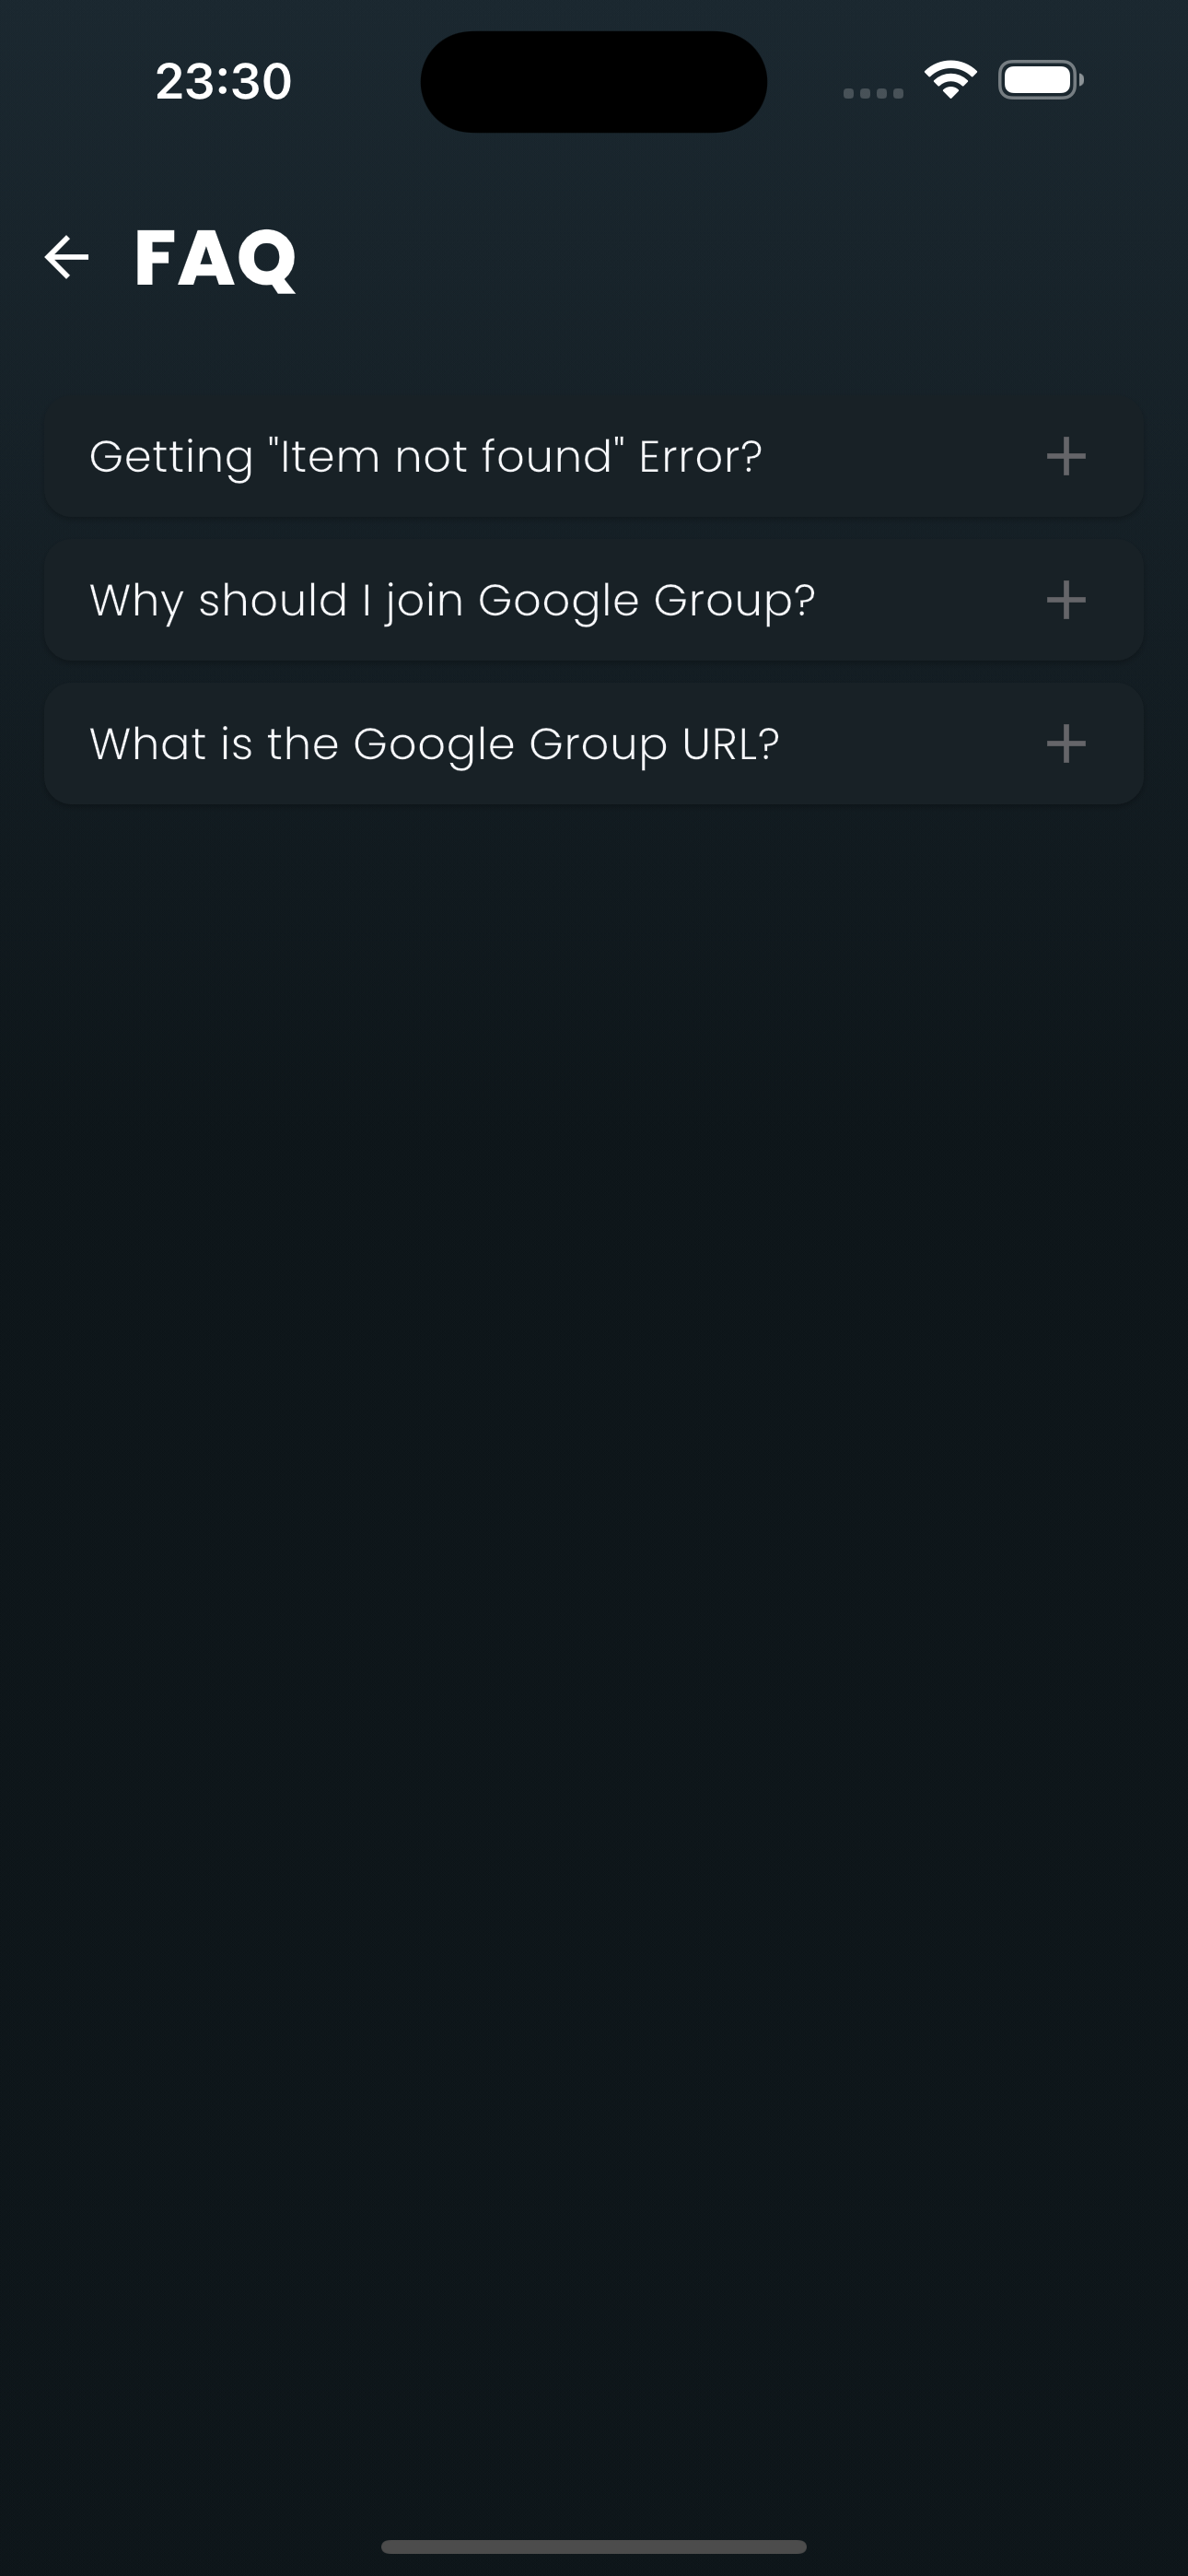 23:30
FAQ
Getting "Item not found" Error?
Why should I join Google Group?
What is the Google Group URL?